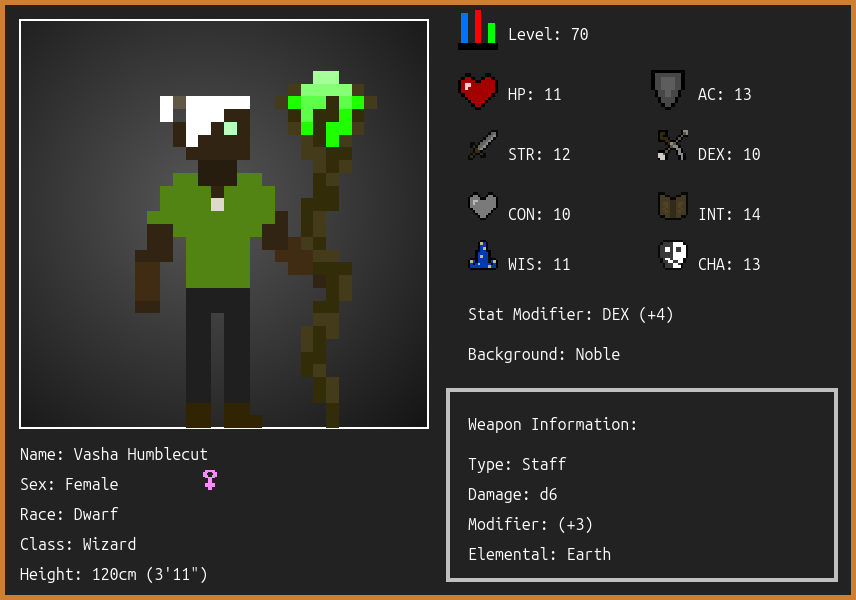 Level: 70
HP: 11
AC: 13
STR: 12
DEX: 10
CON: 10
INT: 14
WIS: 11
CHA: 13
Stat Modifier: DEX (+4)
Background: Noble
Weapon Information:
Type: Staff
Damage: d6
Modifier: (+3)
Elemental: Earth
Name: Vasha Humblecut
Sex: Female
Race: Dwarf
Class: Wizard
Height: 120cm (3'11")